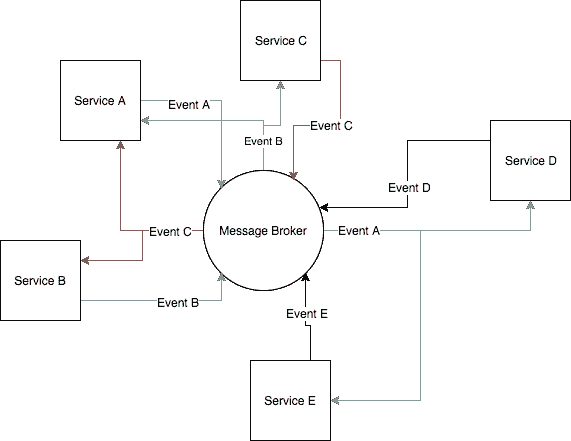 Service C
Service A
Event A
Event C
Event B
Service D
Event D
Event C
Message Broker
Event A
Service B
Event B
Event E
Service E